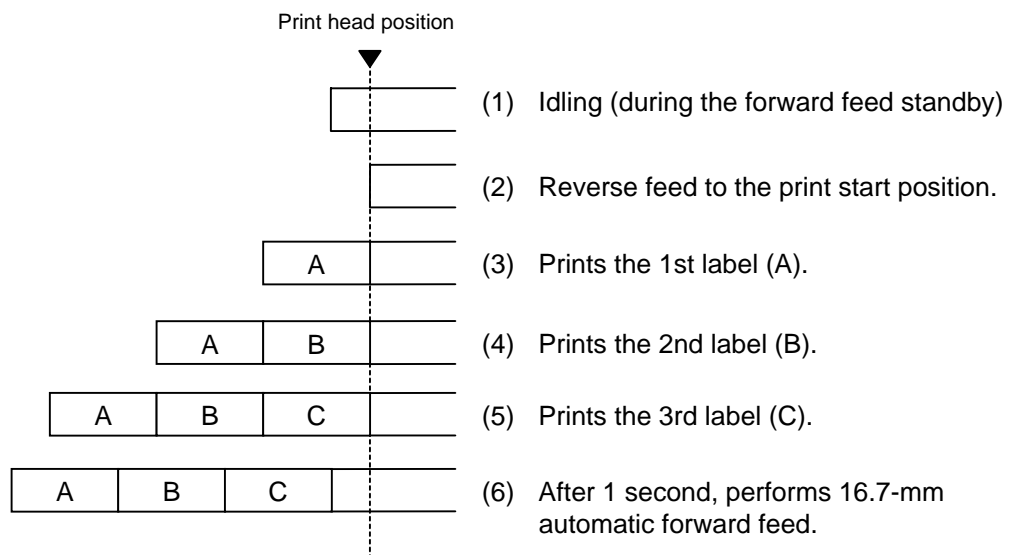 Print head position
(1) Idling (during the forward feed standby)
(2) Reverse feed to the print start position.
A
(3) Prints the 1st label (A).
A B
(4) Prints the 2nd label (B).
A B C
(5) Prints the 3rd label (C).
A B C
(6) After 1 second, performs 16.7-mm
automatic forward feed.